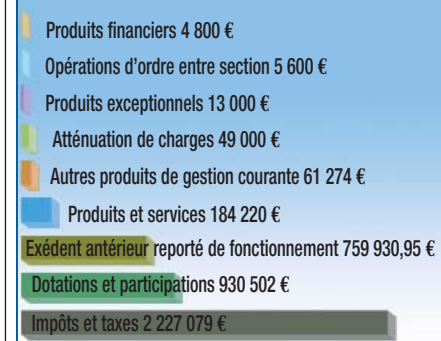 Produits financiers 4 800 €
Opérations d'ordre entre section 5 600 €
Produits exceptionnels 13 000 €
Atténuation de charges 49 000 €
Autres produits de gestion courante 61 274 €
Produits et services 184 220 €
Exédent antérieur reporté de fonctionnement 759 930,95 €
Dotations et participations 930 502 €
Impôts et taxes 2 227 079 €